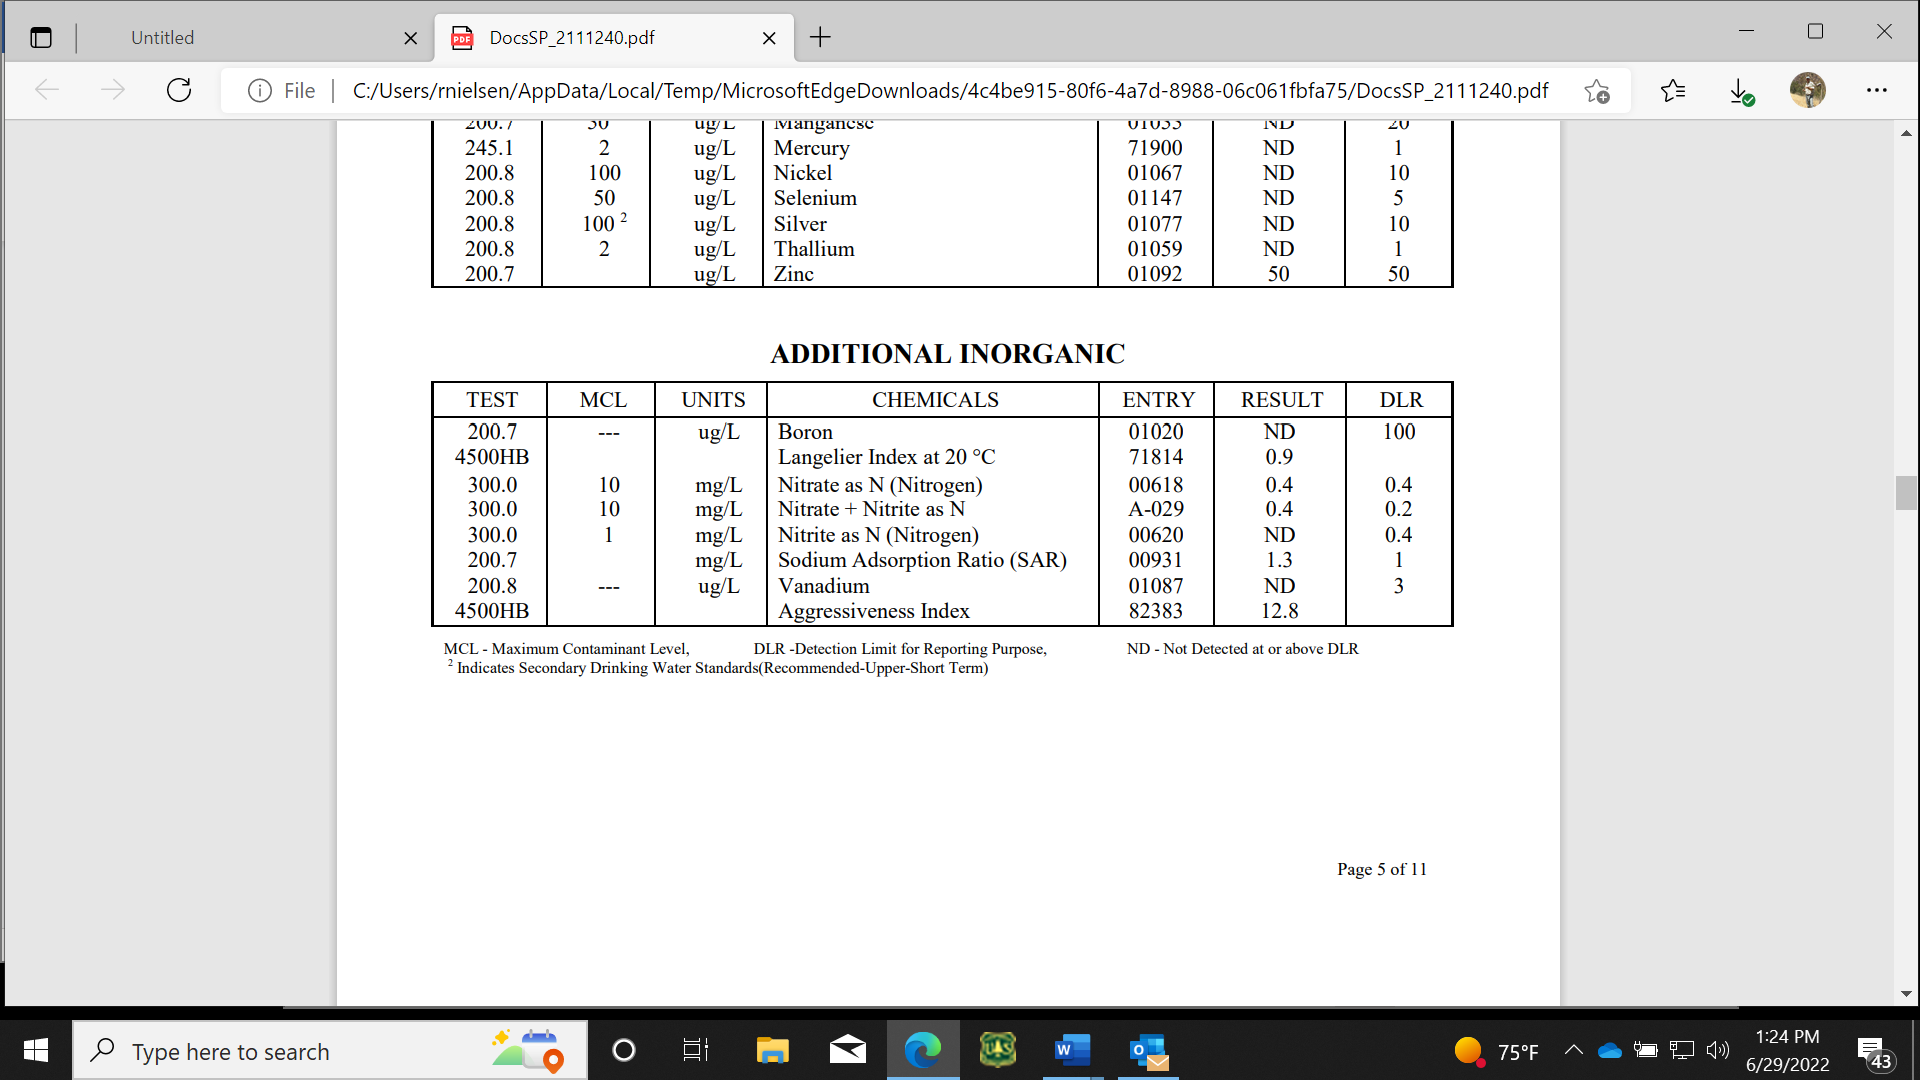 Untitled
DocsSP_2111240.pdf
File
C:/Users/rnielsen/AppData/Local/Temp/MicrosoftEdgeDownloads/4c4be915-80f6-4a7d-8988-06c061fbfa75/DocsSP_2111240.pdf
200.7 50 ug/L Manganese 01055 ND 20
245.1 2 ug/L Mercury 71900 ND 1
200.8 100 ug/L Nickel 01067 ND 10
200.8 50 ug/L Selenium 01147 ND 5
200.8 100 2 ug/L Silver 01077 ND 10
200.8 2 ug/L Thallium 01059 ND 1
200.7 ug/L Zinc 01092 50 50
ADDITIONAL INORGANIC
TEST MCL UNITS CHEMICALS ENTRY RESULT DLR
200.7 --- ug/L Boron 01020 ND 100
4500HB Langelier Index at 20 °C 71814 0.9
300.0 10 mg/L Nitrate as N (Nitrogen) 00618 0.4 0.4
300.0 10 mg/L Nitrate + Nitrite as N A-029 0.4 0.2
300.0 1 mg/L Nitrite as N (Nitrogen) 00620 ND 0.4
200.7 mg/L Sodium Adsorption Ratio (SAR) 00931 1.3 1
200.8 --- ug/L Vanadium 01087 ND 3
4500HB Aggressiveness Index 82383 12.8
MCL - Maximum Contaminant Level, DLR -Detection Limit for Reporting Purpose, ND - Not Detected at or above DLR
2 Indicates Secondary Drinking Water Standards(Recommended-Upper-Short Term)
Page 5 of 11
Type here to search
75°F
1:24 PM
6/29/2022
43